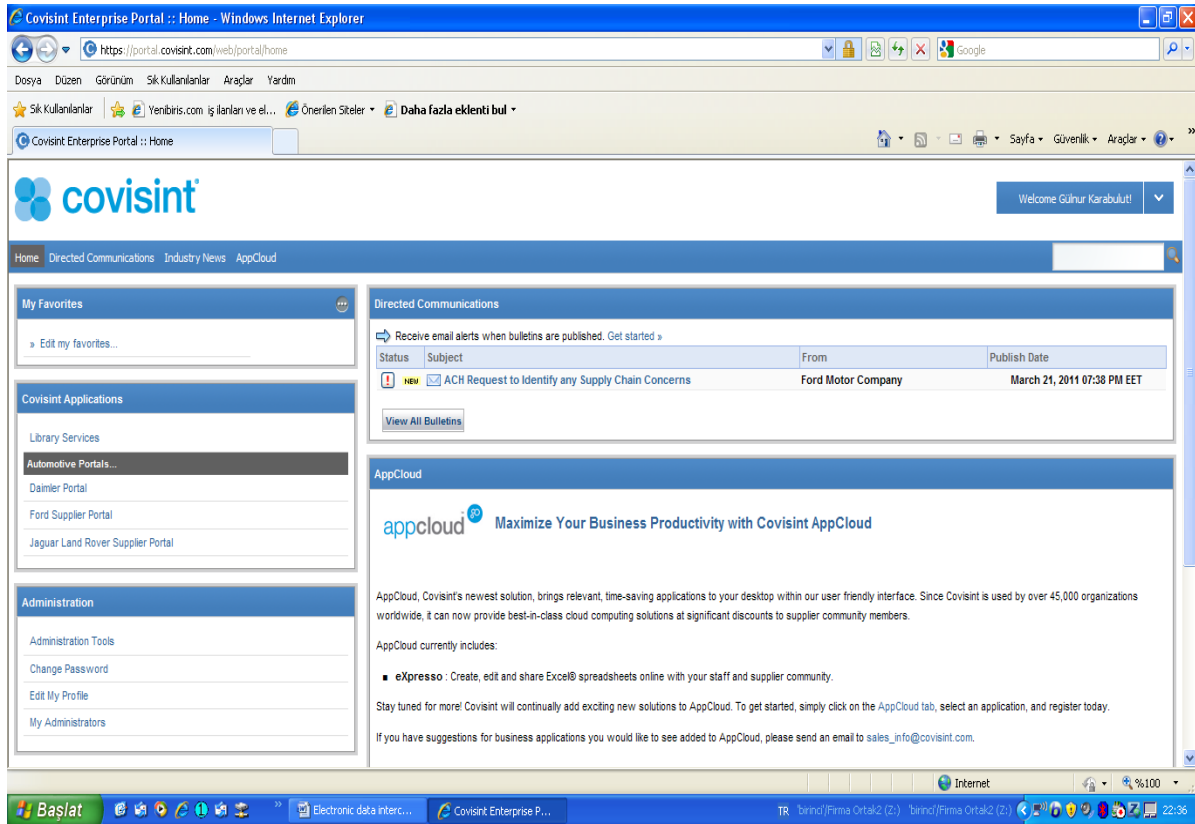 Covisint Enterprise Portal :: Home - Windows Internet Explorer
https://portal.covisint.com/web/portal/home
Google
Dosya Düzen Görünüm Sık Kullanılanlar Araçlar Yardım
Sık Kullanılanlar Yenibiris.com iş ilanları ve el... Önerilen Siteler Daha fazla eklenti bul
Covisint Enterprise Portal :: Home
Sayfa Güvenlik Araçlar »
covisint
Welcome Gülnur Karabulut!
Home Directed Communications Industry News AppCloud
My Favorites
» Edit my favorites...
Covisint Applications
Library Services
Automotive Portals...
Daimler Portal
Ford Supplier Portal
Jaguar Land Rover Supplier Portal
Administration
Administration Tools
Change Password
Edit My Profile
My Administrators
Directed Communications
Receive email alerts when bulletins are published. Get started »
Status Subject From Publish Date
NEW ACH Request to Identify any Supply Chain Concerns Ford Motor Company March 21, 2011 07:38 PM EET
View All Bulletins
AppCloud
appcloud go Maximize Your Business Productivity with Covisint AppCloud
AppCloud, Covisint's newest solution, brings relevant, time-saving applications to your desktop within our user friendly interface. Since Covisint is used by over 45,000 organizations
worldwide, it can now provide best-in-class cloud computing solutions at significant discounts to supplier community members.
AppCloud currently includes:
■ eXpresso : Create, edit and share Excel® spreadsheets online with your staff and supplier community.
Stay tuned for more! Covisint will continually add exciting new solutions to AppCloud. To get started, simply click on the AppCloud tab, select an application, and register today.
If you have suggestions for business applications you would like to see added to AppCloud, please send an email to sales_info@covisint.com.
Internet %100
Başlat » Electronic data interc... Covisint Enterprise P... TR 'birinci'/Firma Ortak2 (Z:) 'birinci'/Firma Ortak2 (Z:) 22:36